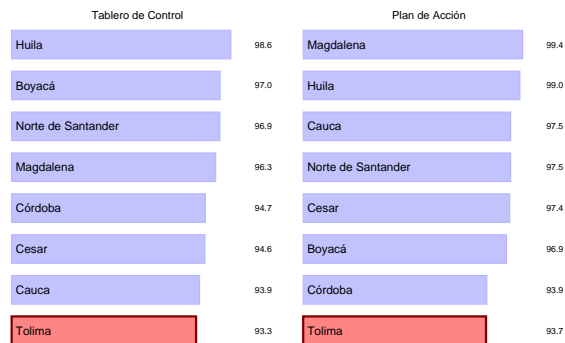 Tablero de Control
Huila 98.6
Boyacá 97.0
Norte de Santander 96.9
Magdalena 96.3
Córdoba 94.7
Cesar 94.6
Cauca 93.9
Tolima 93.3
Plan de Acción
Magdalena 99.4
Huila 99.0
Cauca 97.5
Norte de Santander 97.5
Cesar 97.4
Boyacá 96.9
Córdoba 93.9
Tolima 93.7